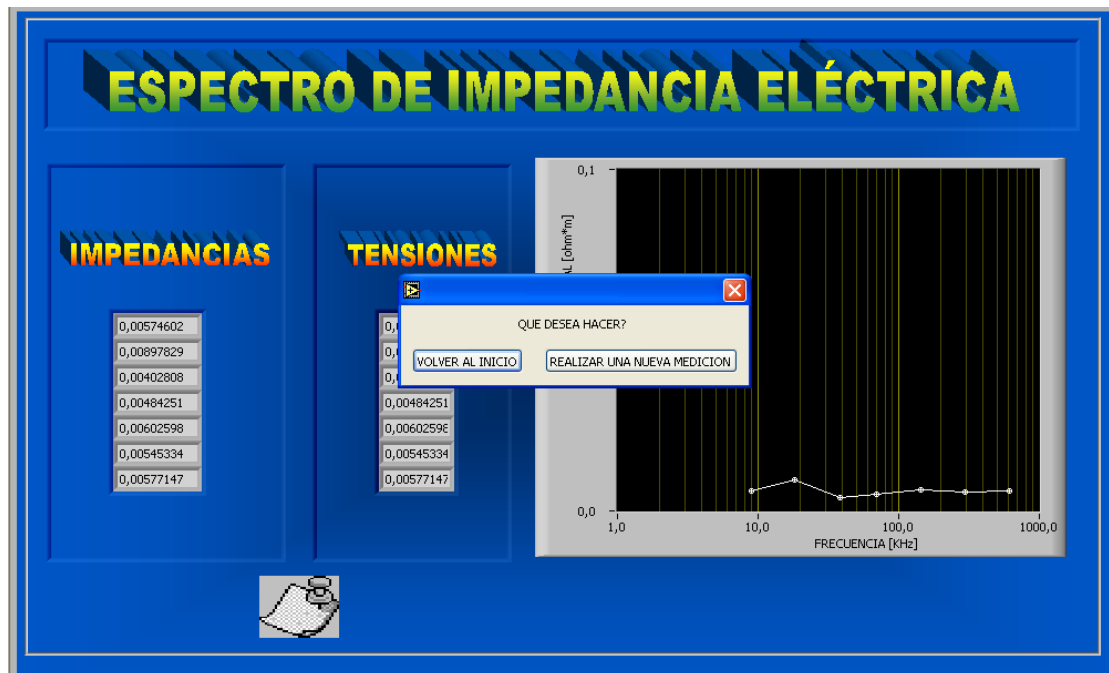 ESPECTRO DE IMPEDANCIA ELÉCTRICA
IMPEDANCIAS
0,00574602
0,00897829
0,00402808
0,00484251
0,00602598
0,00545334
0,00577147
TENSIONES
0,00484251
0,0060259
0,00545334
0,00577147
QUE DESEA HACER?
VOLVER AL INICIO
REALIZAR UNA NUEVA MEDICION
0,1
[ohm*m]
0,0
1,0
10,0
100,0
1000,0
FRECUENCIA [KHz]